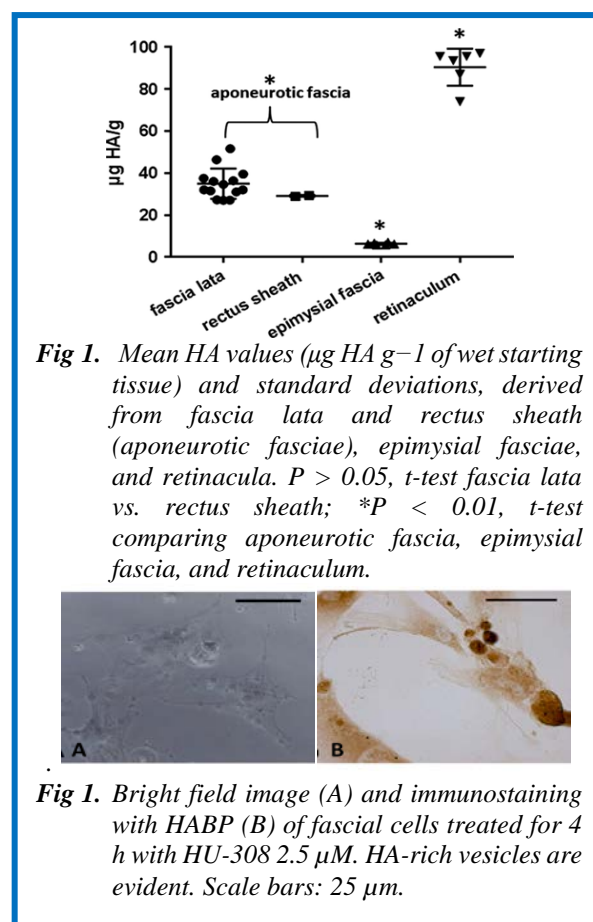 *
100
80
60
40
20
0
µg HA/g
*
aponeurotic fascia
*
fascia lata
rectus sheath
epimysial fascia
retinaculum
Fig 1. Mean HA values (µg HA g−1 of wet starting
tissue) and standard deviations, derived
from fascia lata and rectus sheath
(aponeurotic fasciae), epimysial fasciae,
and retinacula. P > 0.05, t-test fascia lata
vs. rectus sheath; *P < 0.01, t-test
comparing aponeurotic fascia, epimysial
fascia, and retinaculum.
A
B
.
Fig 1. Bright field image (A) and immunostaining
with HABP (B) of fascial cells treated for 4
h with HU-308 2.5 µM. HA-rich vesicles are
evident. Scale bars: 25 µm.